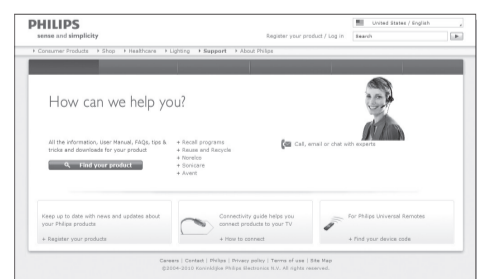 PHILIPS
sense and simplicity
United States / English
Register your product / Log in
Search
Consumer Products Shop Healthcare Lighting Support About Philips
How can we help you?
All the information, User Manual, FAQs, tips &
tricks and downloads for your product
Find your product
+ Recall programs
+ Reuse and Recycle
+ Norelco
+ Sonicare
+ Avent
Call, email or chat with experts
Keep up to date with news and updates about
your Philips products
+ Register your products
Connectivity guide helps you
connect products to your TV
+ How to connect
For Philips Universal Remotes
+ Find your device code
Careers | Contact | Philips | Privacy policy | Terms of use | Site Map
©2004-2010 Koninklijke Philips Electronics N.V. All rights reserved.